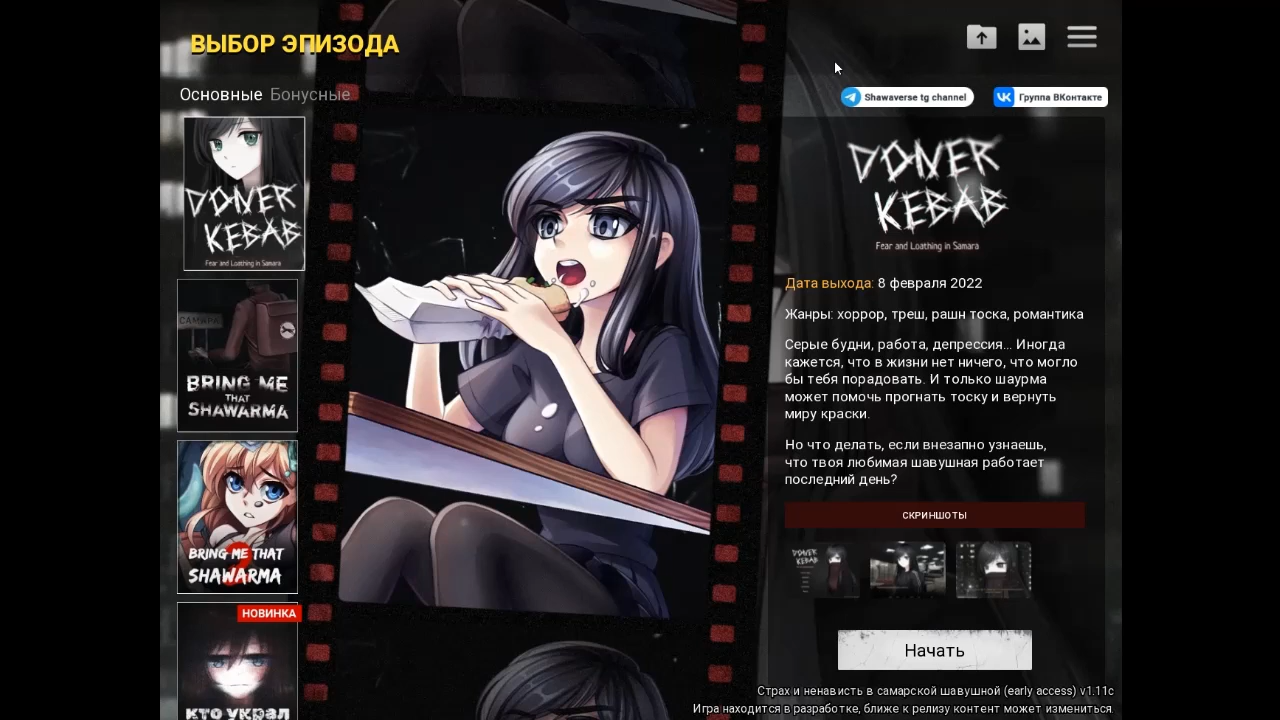 ВЫБОР ЭПИЗОДА
Основные Бонусные
Shawaverse tg channel
Группа ВКонтакте
DONER
KEBAB
Fear and Loathing in Samara
САМАРА
BRING ME
THAT
SHAWARMA
BRING ME THAT
2
SHAWARMA
НОВИНКА
КТО УКРАЛ
DONER
KEBAB
Fear and Loathing in Samara
Дата выхода: 8 февраля 2022
Жанры: хоррор, треш, рашн тоска, романтика
Серые будни, работа, депрессия... Иногда
кажется, что в жизни нет ничего, что могло
бы тебя порадовать. И только шаурма
может помочь прогнать тоску и вернуть
миру краски.
Но что делать, если внезапно узнаешь,
что твоя любимая шавушная работает
последний день?
СКРИНШОТЫ
DONER
KEBAB
Начать
Страх и ненависть в самарской шавушной (early access) v1.11c
Игра находится в разработке, ближе к релизу контент может измениться.